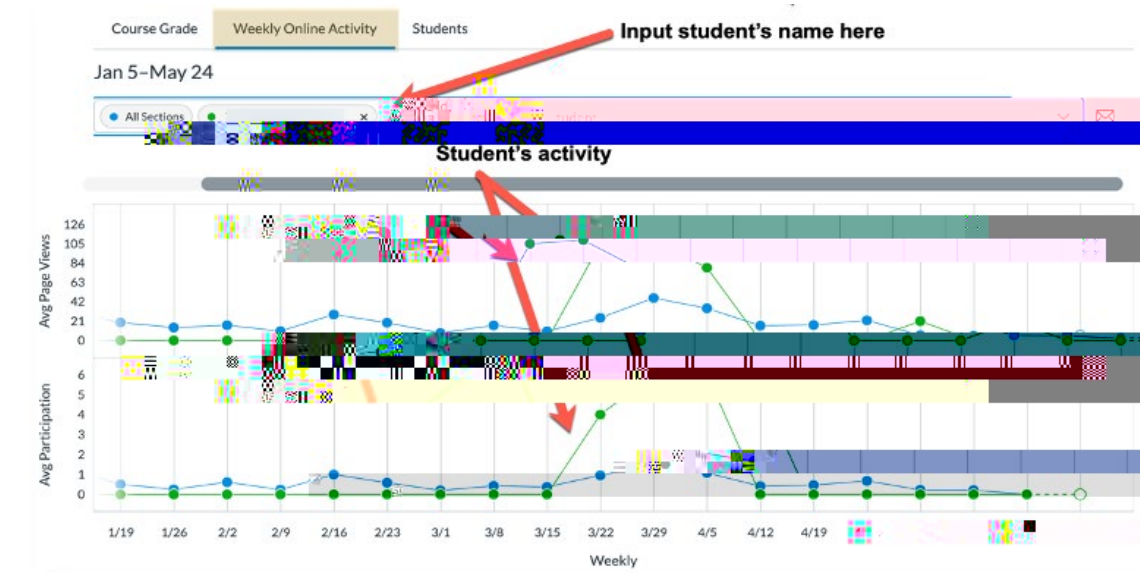 Course Grade Weekly Online Activity Students
Input student’s name here
Jan 5–May 24
All Sections ×
Student’s activity
Avg Page Views
126
105
84
63
42
21
0
Avg Participation
6
5
4
3
2
1
0
1/19 1/26 2/2 2/9 2/16 2/23 3/1 3/8 3/15 3/22 3/29 4/5 4/12 4/19
Weekly